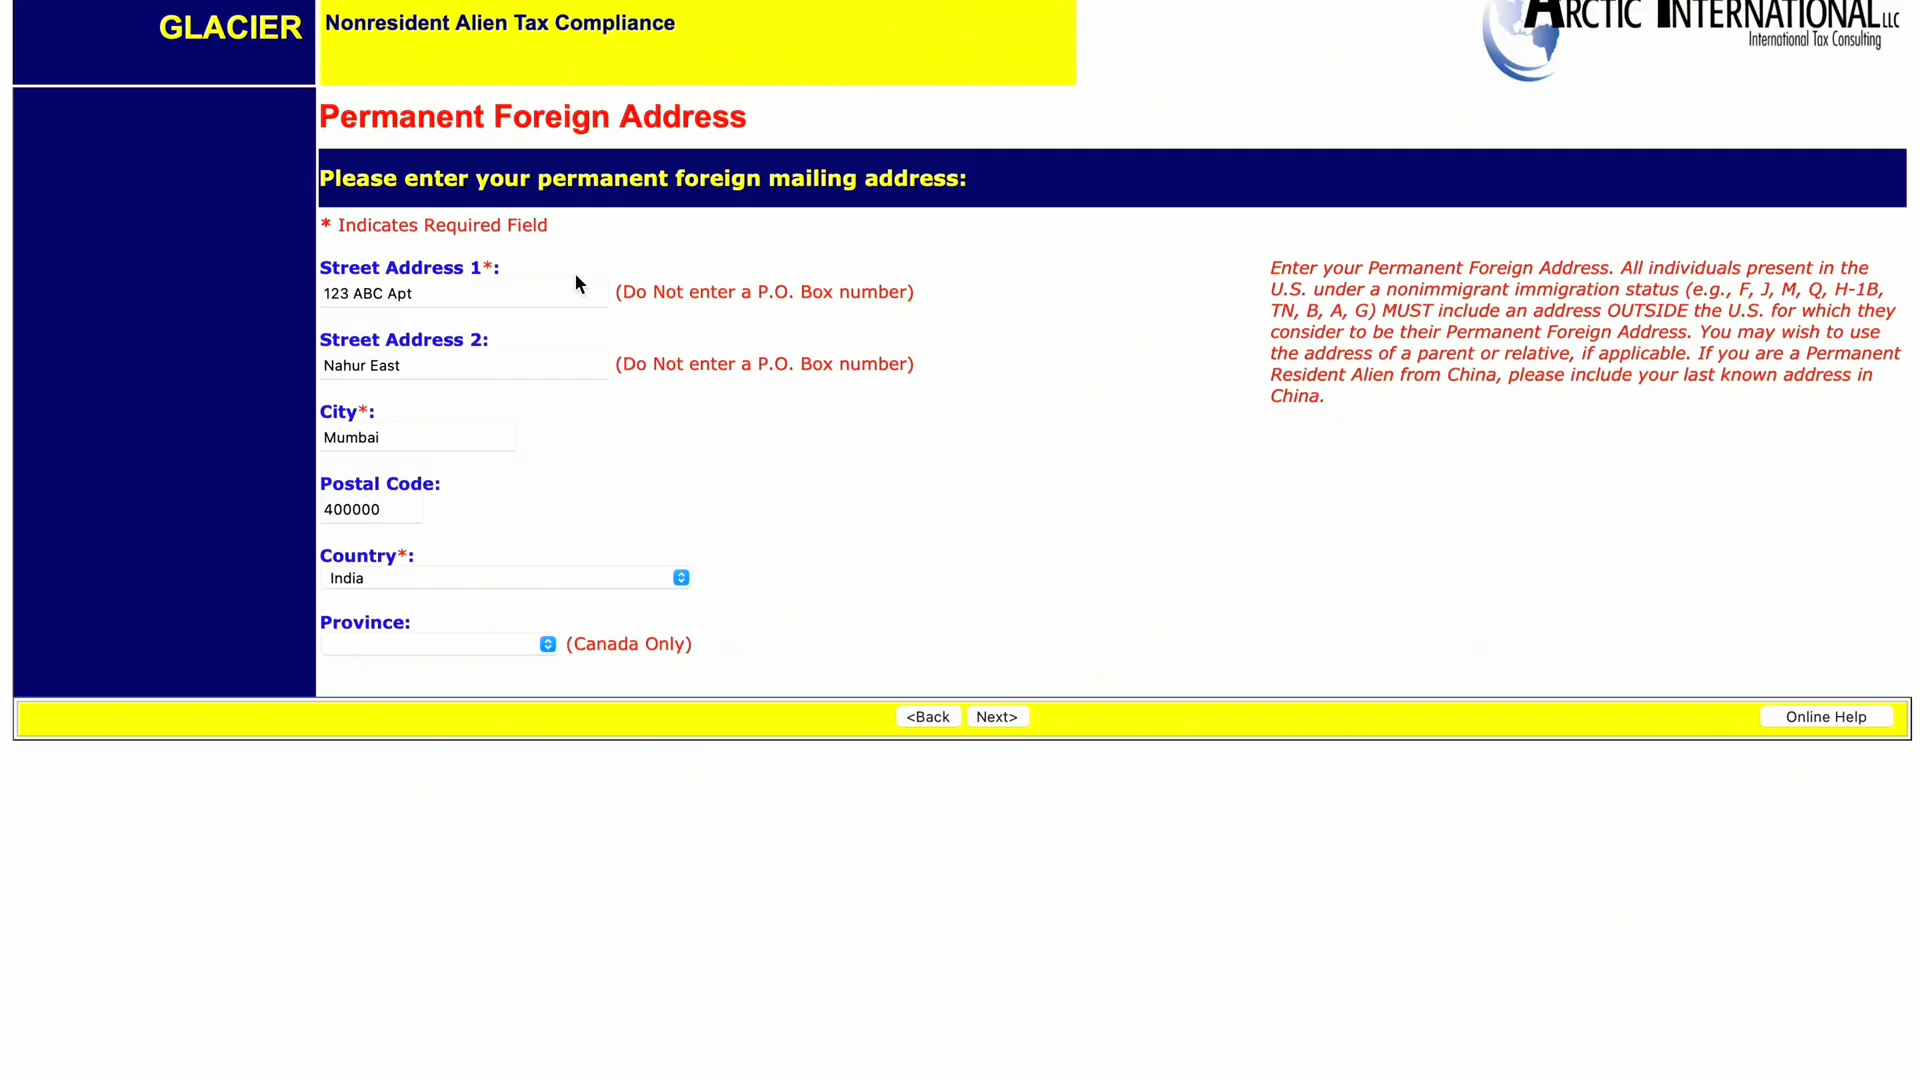 GLACIER
Nonresident Alien Tax Compliance
ARCTIC INTERNATIONAL LLC
International Tax Consulting
Permanent Foreign Address
Please enter your permanent foreign mailing address:
* Indicates Required Field
Street Address 1*:
123 ABC Apt
(Do Not enter a P.O. Box number)
Street Address 2:
Nahur East
(Do Not enter a P.O. Box number)
City*:
Mumbai
Postal Code:
400000
Country*:
India
Province:
(Canada Only)
Enter your Permanent Foreign Address. All individuals present in the
U.S. under a nonimmigrant immigration status (e.g., F, J, M, Q, H-1B,
TN, B, A, G) MUST include an address OUTSIDE the U.S. for which they
consider to be their Permanent Foreign Address. You may wish to use
the address of a parent or relative, if applicable. If you are a Permanent
Resident Alien from China, please include your last known address in
China.
<Back
Next>
Online Help